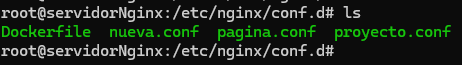 root@servidorNginx:/etc/nginx/conf.d# ls
Dockerfile  nueva.conf  pagina.conf  proyecto.conf
root@servidorNginx:/etc/nginx/conf.d#